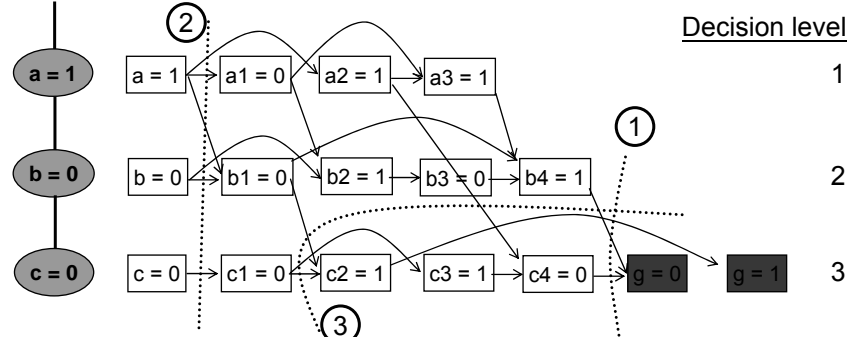 Decision level
2
a = 1 a = 1 a1 = 0 a2 = 1 a3 = 1 1
1
b = 0 b = 0 b1 = 0 b2 = 1 b3 = 0 b4 = 1 2
c = 0 c = 0 c1 = 0 c2 = 1 c3 = 1 c4 = 0 g = 0 g = 1 3
3